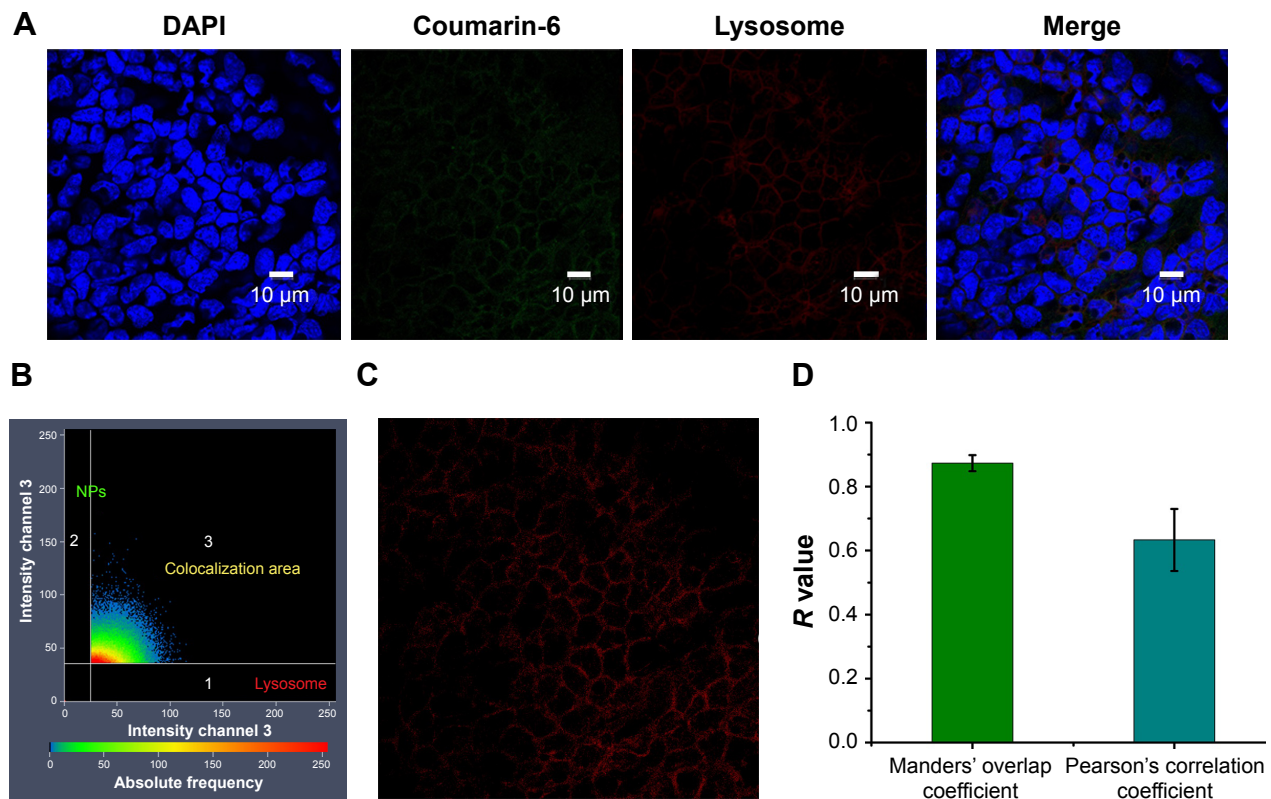 A
DAPI
Coumarin-6
Lysosome
Merge
10 µm
10 µm
10 µm
10 µm
B
250
200
150
100
50
0
Intensity channel 3
NPs
2
3
Colocalization area
1
Lysosome
0 50 100 150 200 250
Intensity channel 3
0 50 100 150 200 250
Absolute frequency
C
D
1.0
0.8
0.6
0.4
0.2
0.0
R value
Manders’ overlap
coefficient
Pearson’s correlation
coefficient